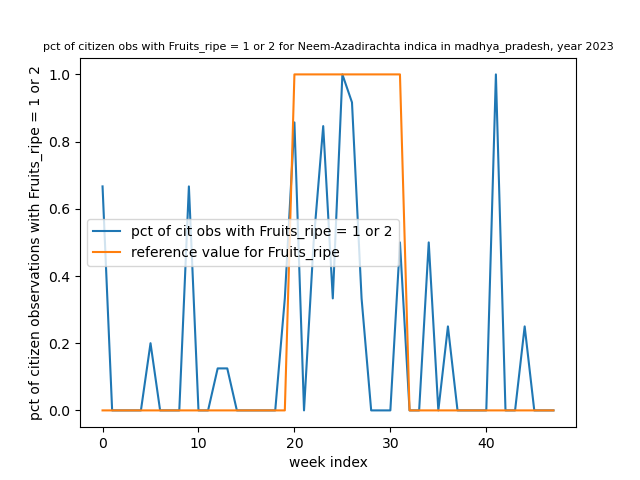 pct of citizen obs with Fruits_ripe = 1 or 2 for Neem-Azadirachta indica in madhya_pradesh, year 2023
pct of citizen observations with Fruits_ripe = 1 or 2
1.0
0.8
0.6
0.4
0.2
0.0
pct of cit obs with Fruits_ripe = 1 or 2
reference value for Fruits_ripe
0 10 20 30 40
week index